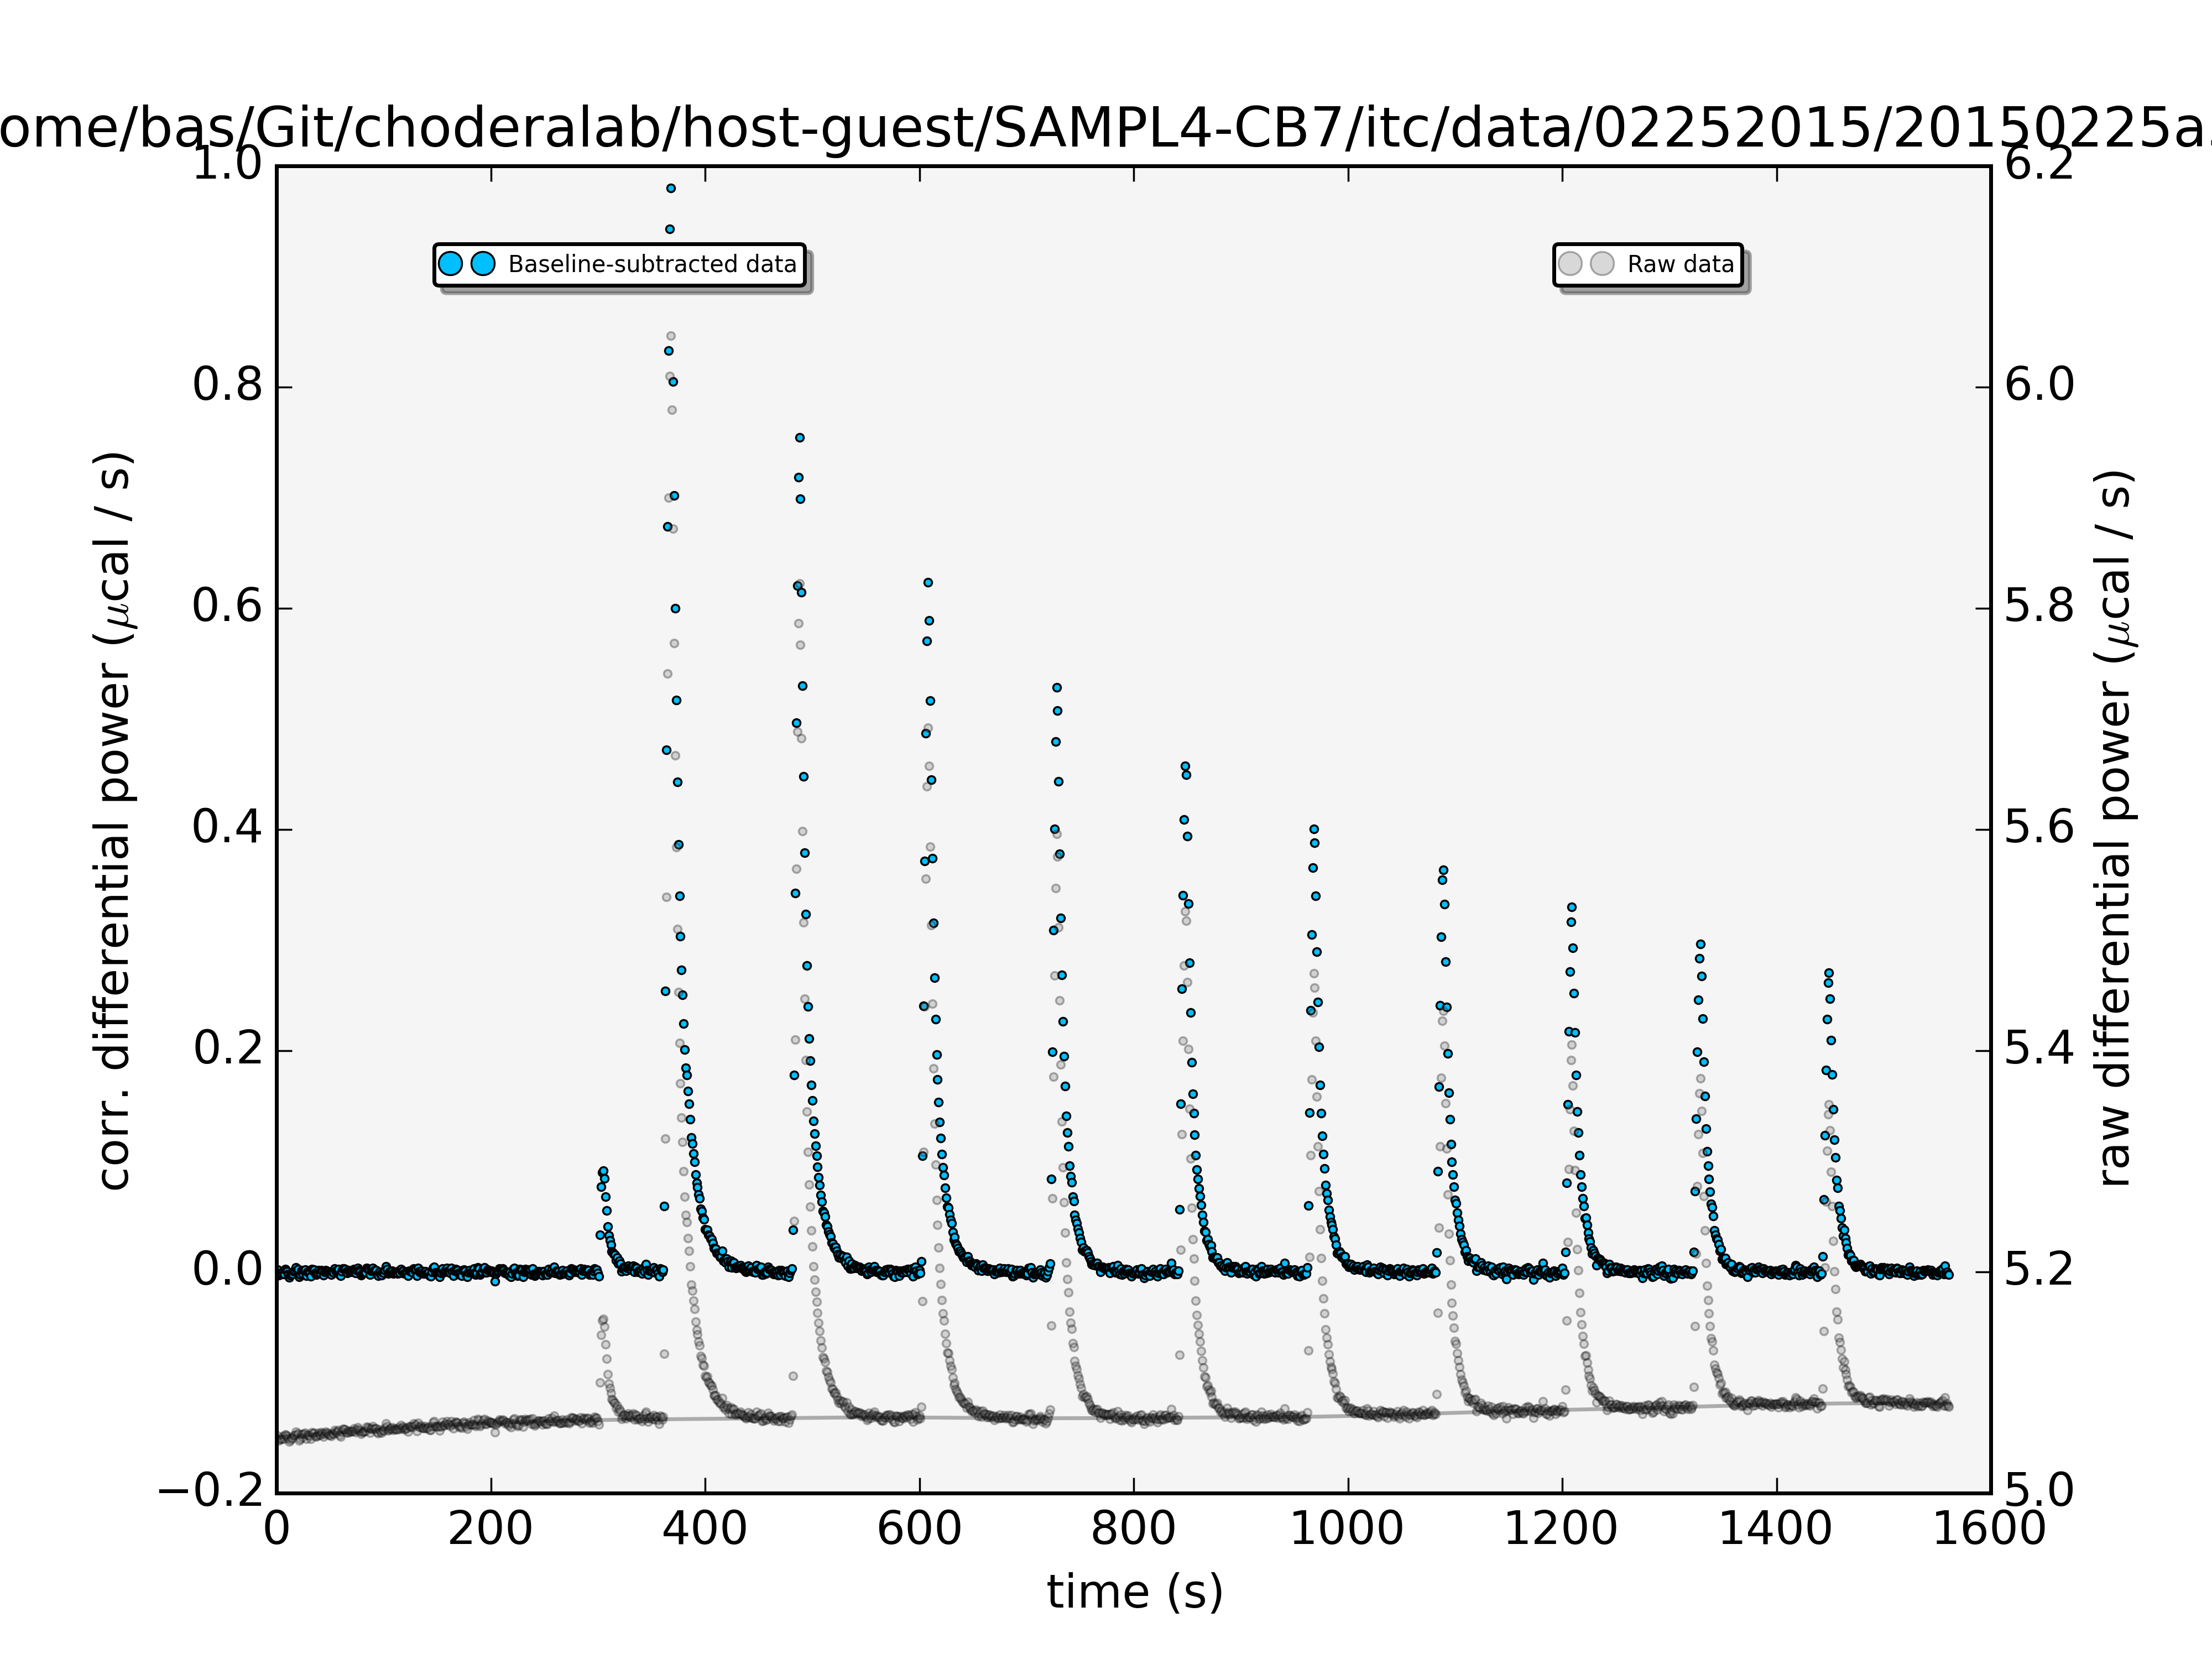 ome/bas/Git/choderalab/host-guest/SAMPL4-CB7/itc/data/02252015/20150225a
1.0
6.2
Baseline-subtracted data
Raw data
0.8
6.0
0.6
5.8
0.4
5.6
0.2
5.4
0.0
5.2
−0.2
5.0
corr. differential power (μcal / s)
raw differential power (μcal / s)
0 200 400 600 800 1000 1200 1400 1600
time (s)